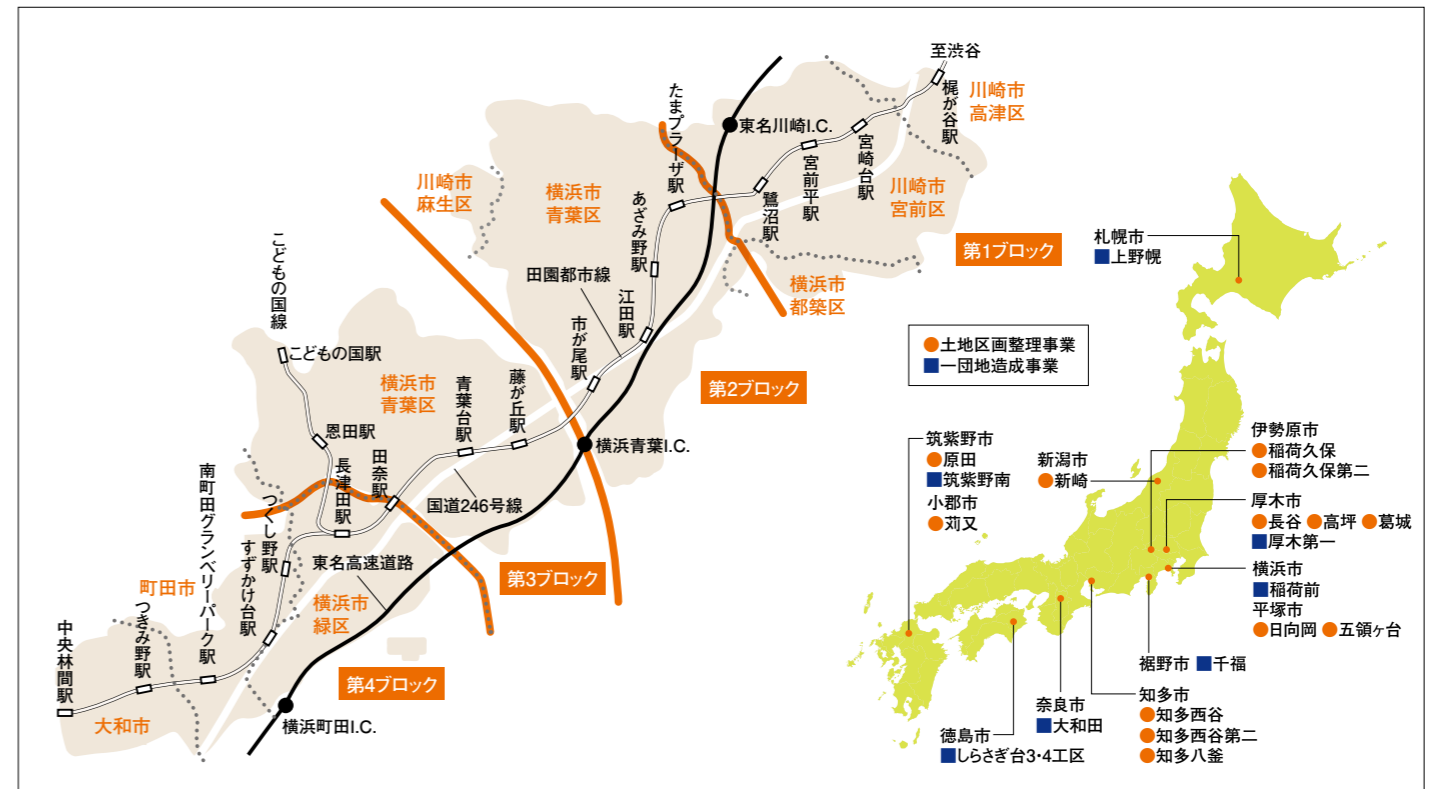 至渋谷
梶が谷駅
川崎市
高津区
宮崎台駅
宮前平駅
鷺沼駅
川崎市
宮前区
東名川崎I.C.
たまプラーザ駅
あざみ野駅
江田駅
市が尾駅
田園都市線
横浜市
青葉区
川崎市
麻生区
横浜市
都築区
第1ブロック
第2ブロック
こどもの国線
こどもの国駅
恩田駅
長津田駅
田奈駅
青葉台駅
藤が丘駅
横浜市
青葉区
横浜青葉I.C.
国道246号線
東名高速道路
第3ブロック
南町田グランベリーパーク駅
つくし野駅
すずかけ台駅
町田市
つきみ野駅
中央林間駅
大和市
横浜市
緑区
第4ブロック
横浜町田I.C.
●土地区画整理事業
■一団地造成事業
札幌市
■上野幌
筑紫野市
●原田
■筑紫野南
小郡市
●苅又
新潟市
●新崎
伊勢原市
●稲荷久保
●稲荷久保第二
厚木市
●長谷 ●高坪 ●葛城
■厚木第一
横浜市
■稲荷前
平塚市
●日向岡 ●五領ヶ台
裾野市 ■千福
知多市
●知多西谷
●知多西谷第二
●知多八釜
奈良市
■大和田
徳島市
■しらさぎ台3・4工区